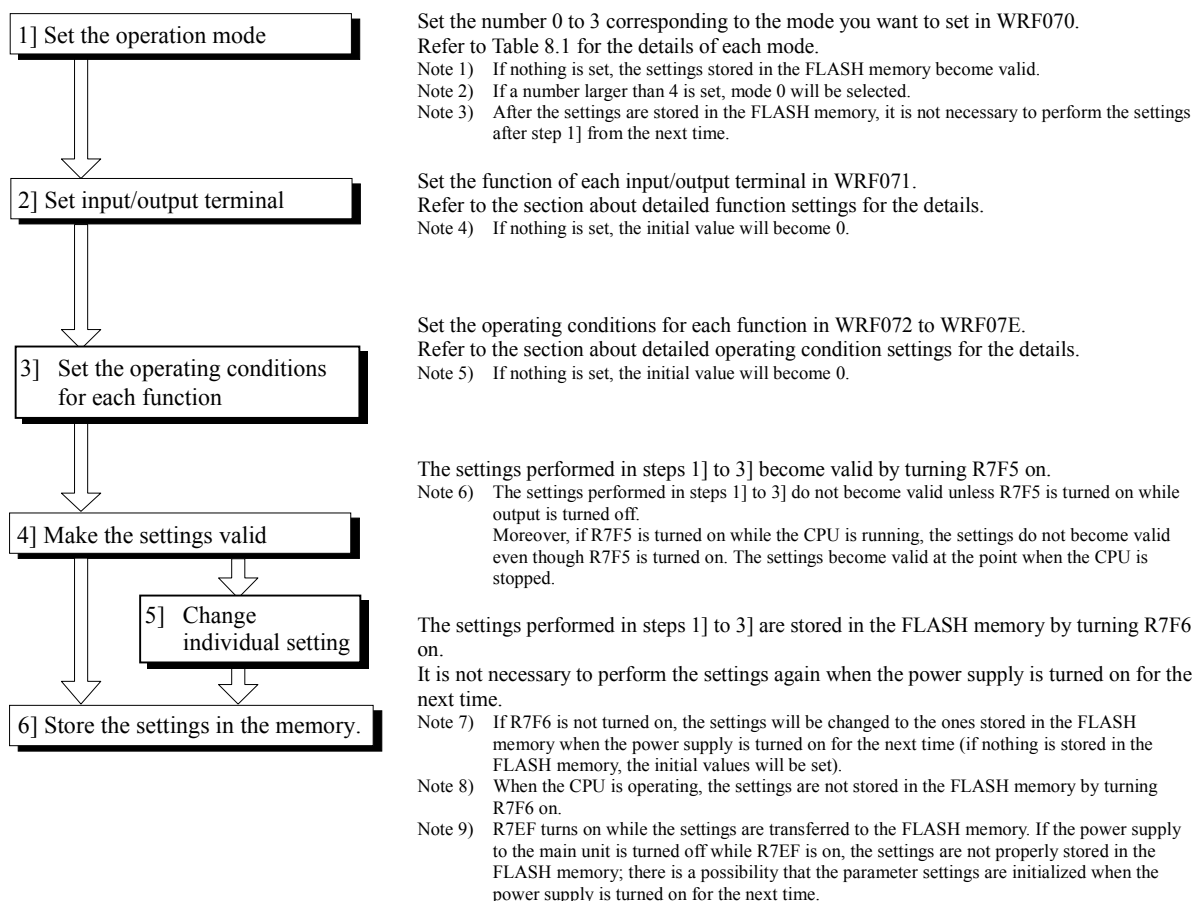 1] Set the operation mode
Set the number 0 to 3 corresponding to the mode you want to set in WRF070.
Refer to Table 8.1 for the details of each mode.
Note 1) If nothing is set, the settings stored in the FLASH memory become valid.
Note 2) If a number larger than 4 is set, mode 0 will be selected.
Note 3) After the settings are stored in the FLASH memory, it is not necessary to perform the settings
after step 1] from the next time.
2] Set input/output terminal
Set the function of each input/output terminal in WRF071.
Refer to the section about detailed function settings for the details.
Note 4) If nothing is set, the initial value will become 0.
3] Set the operating conditions
for each function
Set the operating conditions for each function in WRF072 to WRF07E.
Refer to the section about detailed operating condition settings for the details.
Note 5) If nothing is set, the initial value will become 0.
4] Make the settings valid
The settings performed in steps 1] to 3] become valid by turning R7F5 on.
Note 6) The settings performed in steps 1] to 3] do not become valid unless R7F5 is turned on while
output is turned off.
Moreover, if R7F5 is turned on while the CPU is running, the settings do not become valid
even though R7F5 is turned on. The settings become valid at the point when the CPU is
stopped.
5] Change
individual setting
6] Store the settings in the memory.
The settings performed in steps 1] to 3] are stored in the FLASH memory by turning R7F6
on.
It is not necessary to perform the settings again when the power supply is turned on for the
next time.
Note 7) If R7F6 is not turned on, the settings will be changed to the ones stored in the FLASH
memory when the power supply is turned on for the next time (if nothing is stored in the
FLASH memory, the initial values will be set).
Note 8) When the CPU is operating, the settings are not stored in the FLASH memory by turning
R7F6 on.
Note 9) R7EF turns on while the settings are transferred to the FLASH memory. If the power supply
to the main unit is turned off while R7EF is on, the settings are not properly stored in the
FLASH memory; there is a possibility that the parameter settings are initialized when the
power supply is turned on for the next time.